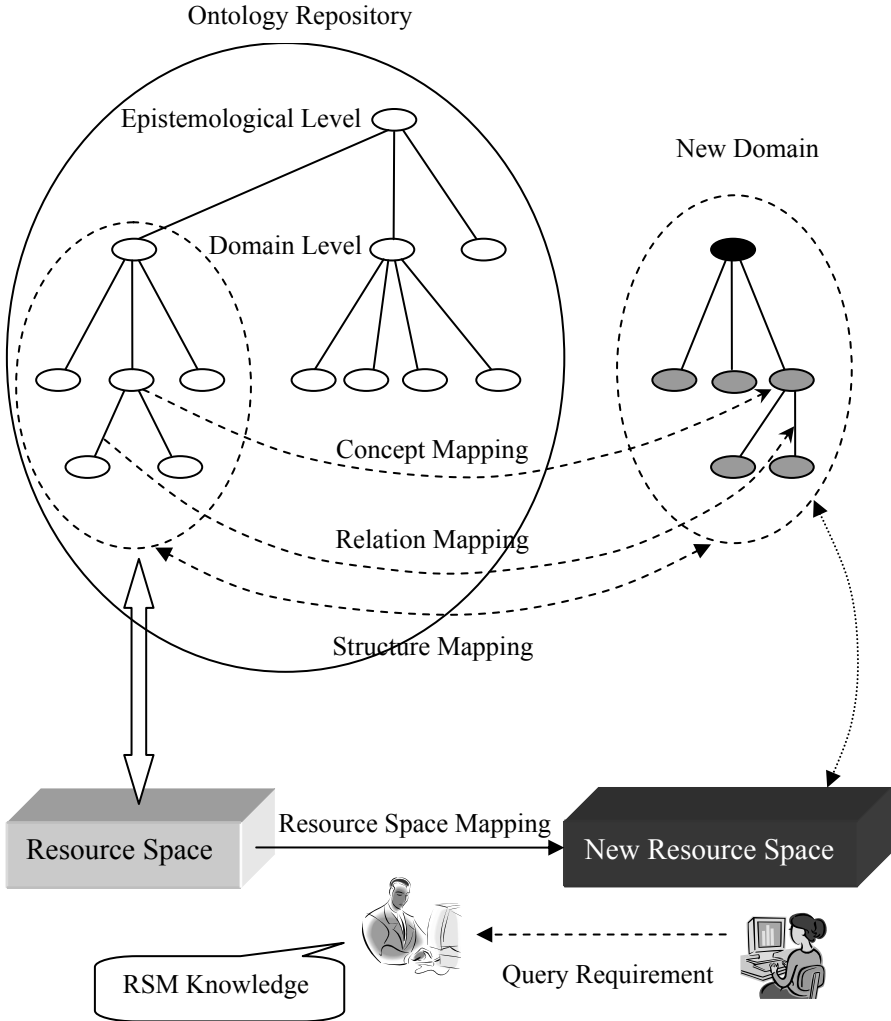 Ontology Repository
Epistemological Level
New Domain
Domain Level
Concept Mapping
Relation Mapping
Structure Mapping
Resource Space Mapping
Resource Space
New Resource Space
Query Requirement
RSM Knowledge